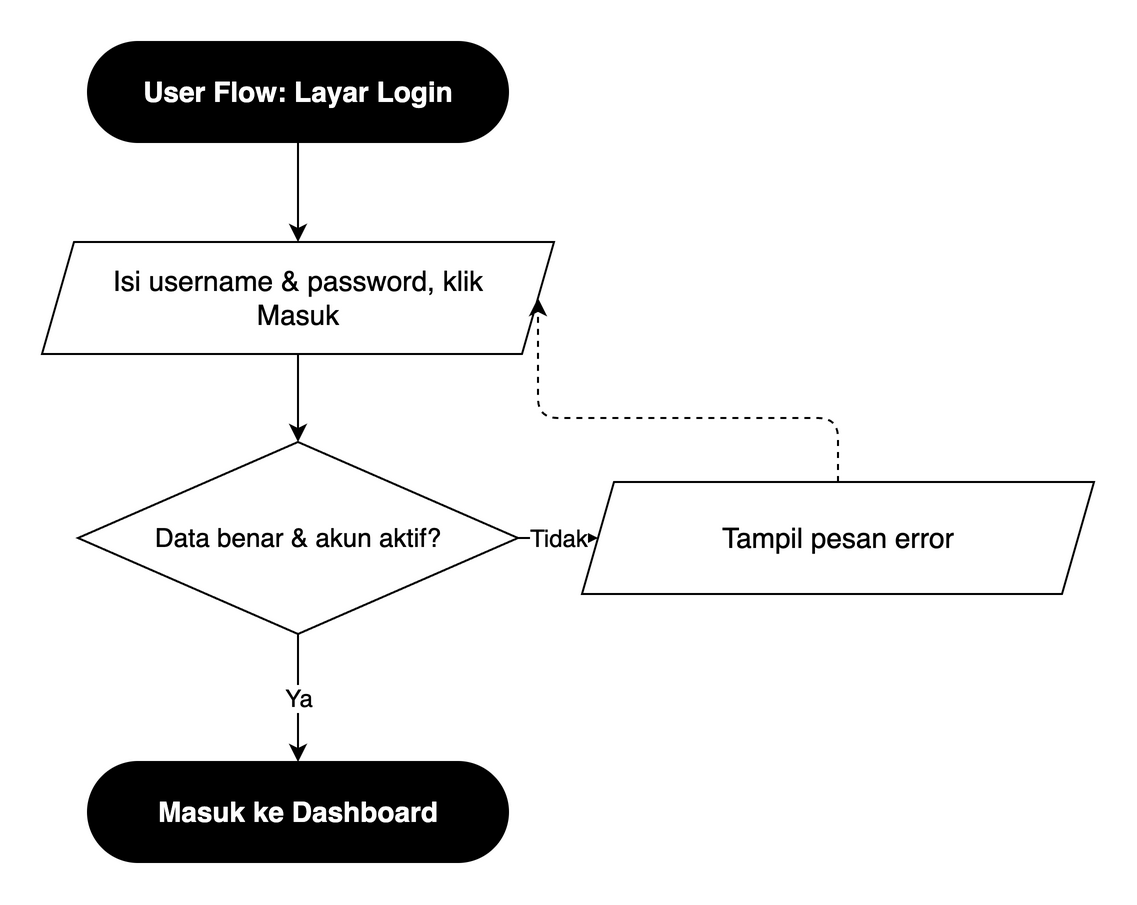 User Flow: Layar Login
Isi username & password, klik
Masuk
Data benar & akun aktif?
Tidak
Tampil pesan error
Ya
Masuk ke Dashboard